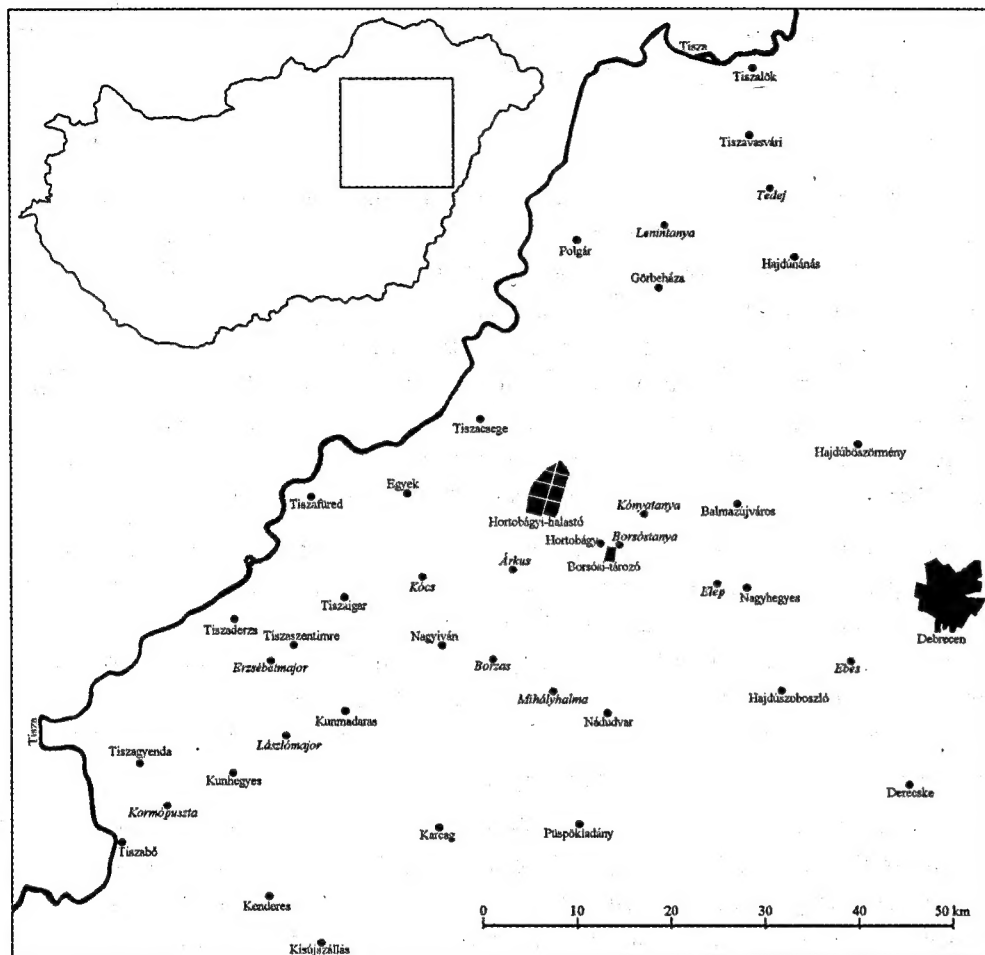 Tisza
Tiszalök
Tiszavasvári
Tedej
Lenintanya
Polgár
Hajdúnánás
Görbeháza
Tiszacsege
Hajdúböszörmény
Egyek
Tiszafüred
Kónyatanya
Balmazújváros
Hortobágyi-halastó
Hortobágy
Borsóstanya
Borsósi-tározó
Árkus
Kócs
Elep
Nagyhegyes
Tiszaigar
Debrecen
Tiszaderzs
Tiszaszentimre
Nagyiván
Erzsébetmajor
Borzas
Ebes
Mihályhalma
Hajdúszoboszló
Kunmadaras
Nádudvar
Tisza
Lászlómajor
Tiszagyenda
Kunhegyes
Derecske
Kormópuszta
Karcag
Püspökladány
Tiszabő
Kenderes
0 10 20 30 40 50 km
Kisújszállás